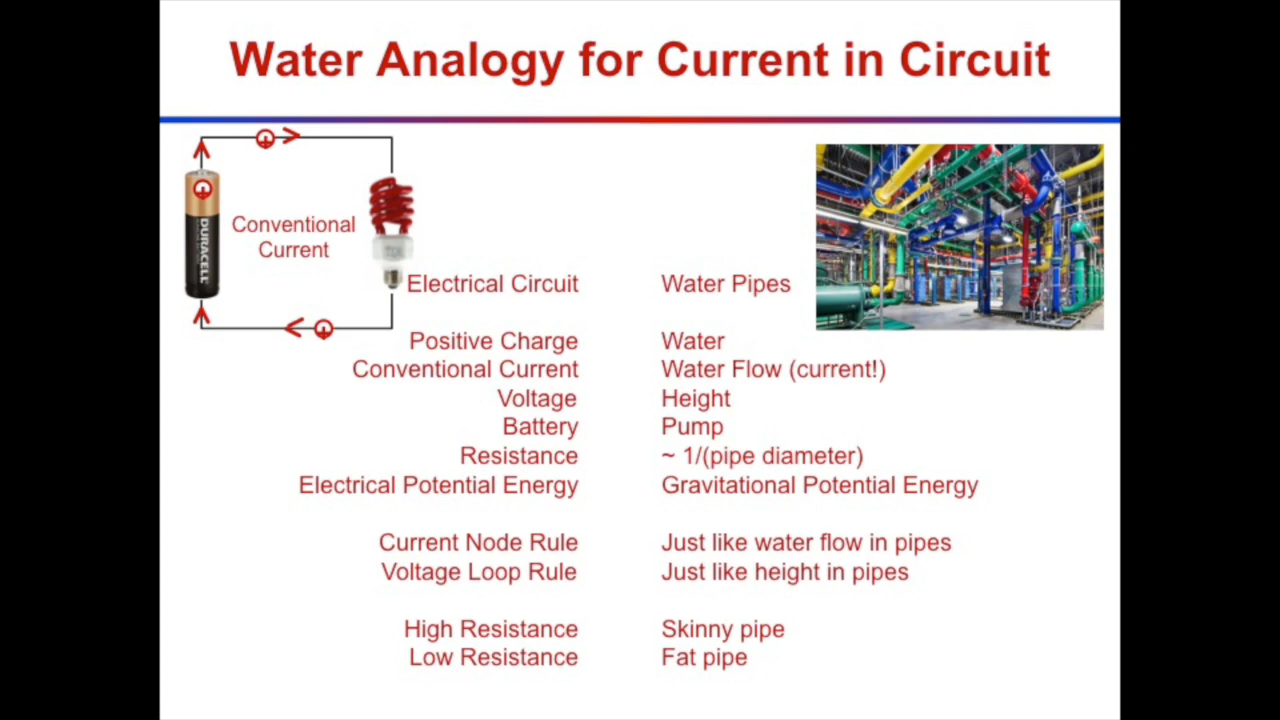 Water Analogy for Current in Circuit
DURACELL
Conventional
Current
Electrical Circuit Water Pipes
Positive Charge Water
Conventional Current Water Flow (current!)
Voltage Height
Battery Pump
Resistance ~ 1/(pipe diameter)
Electrical Potential Energy Gravitational Potential Energy
Current Node Rule Just like water flow in pipes
Voltage Loop Rule Just like height in pipes
High Resistance Skinny pipe
Low Resistance Fat pipe